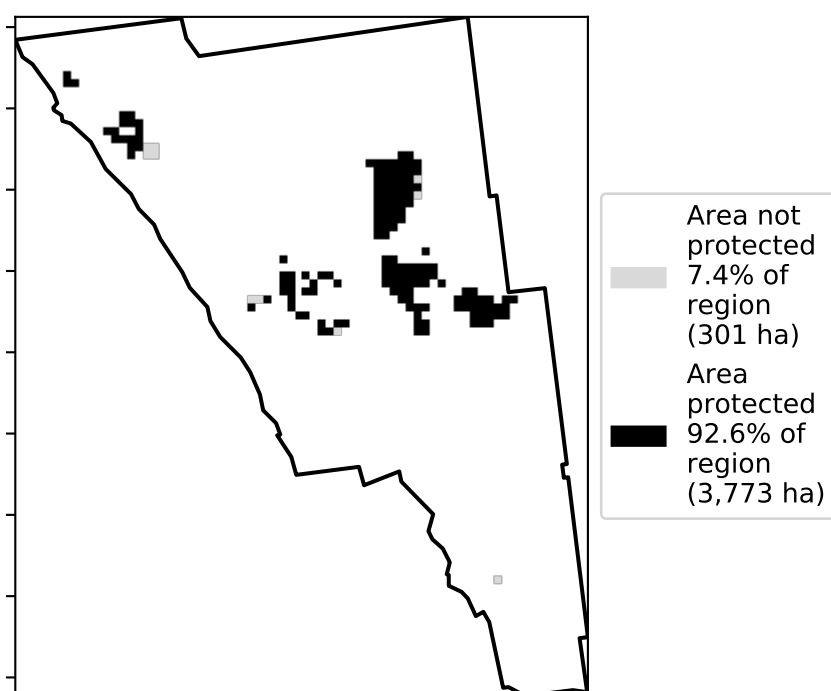 Area not
protected
7.4% of
region
(301 ha)
Area
protected
92.6% of
region
(3,773 ha)